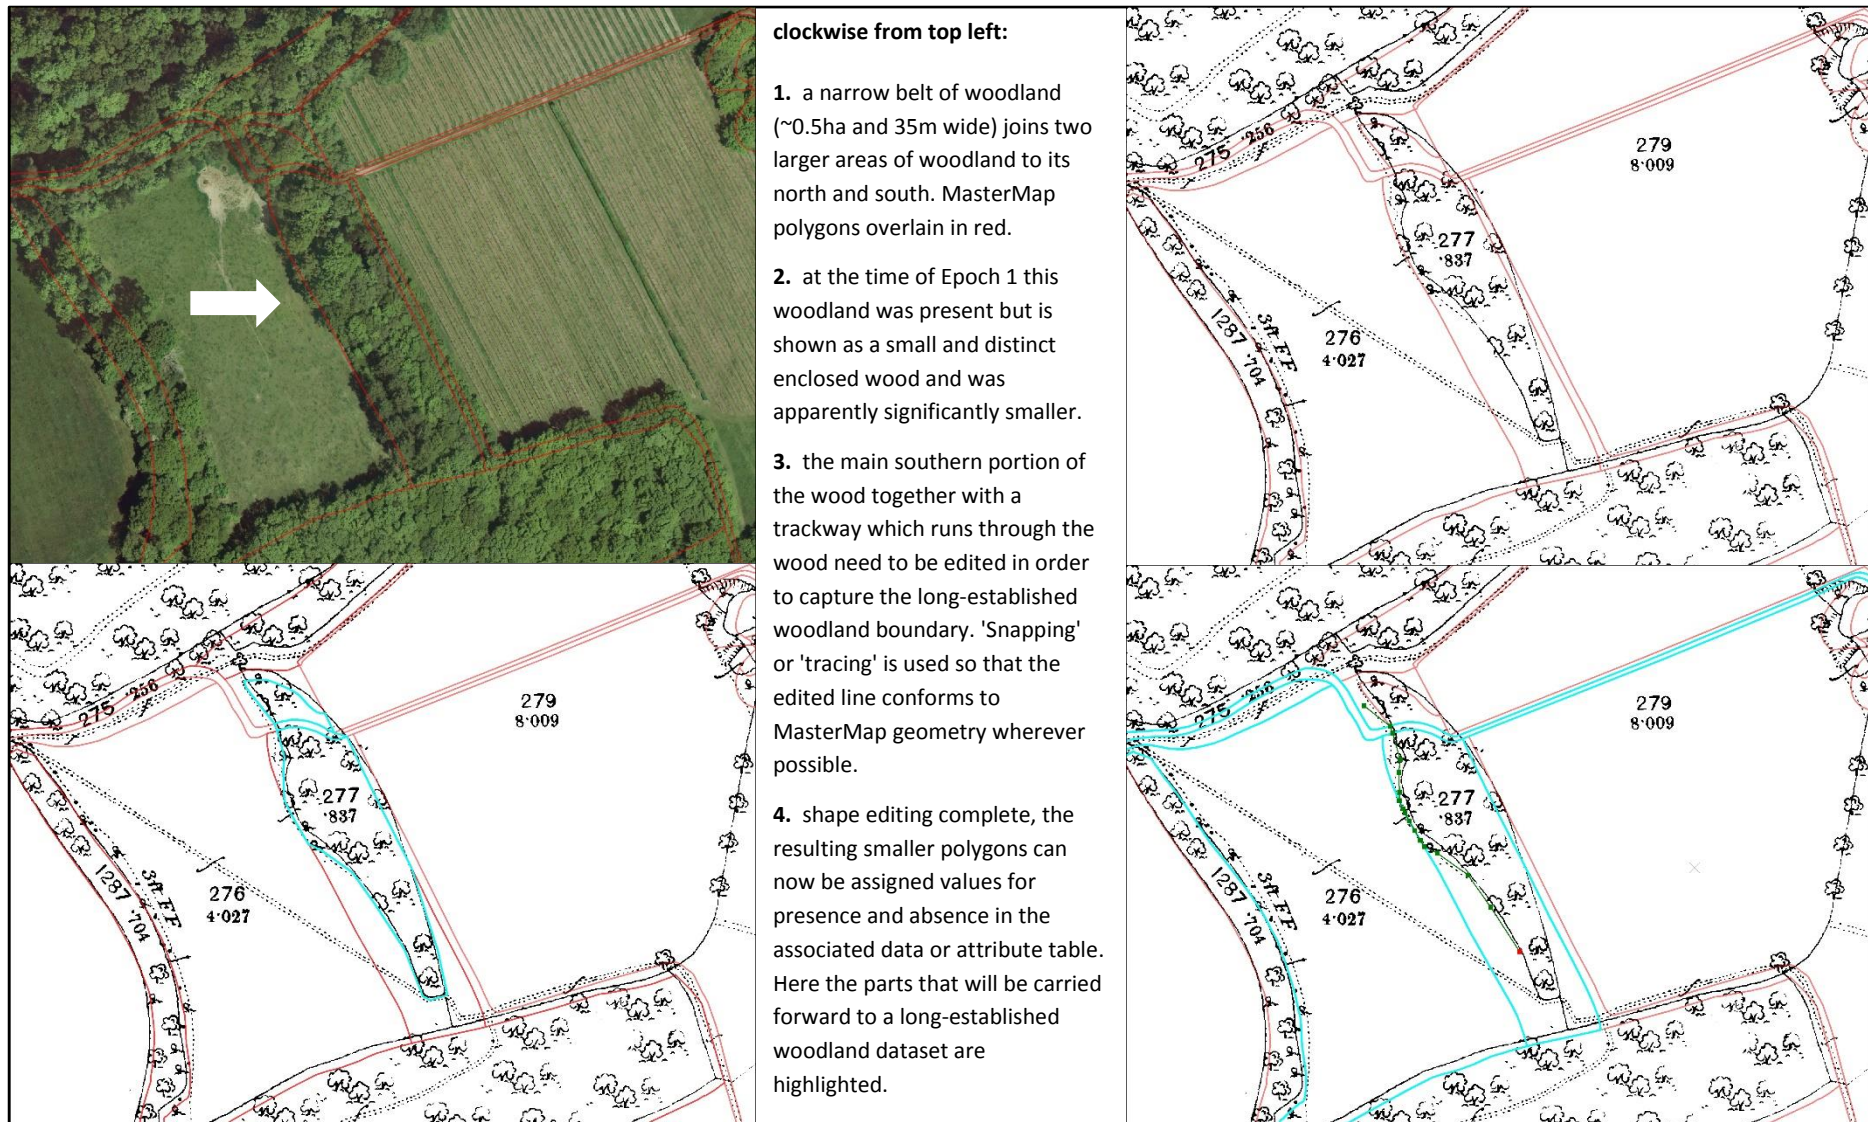 clockwise from top left:
1. a narrow belt of woodland
(~0.5ha and 35m wide) joins two
larger areas of woodland to its
north and south. MasterMap
polygons overlain in red.
2. at the time of Epoch 1 this
woodland was present but is
shown as a small and distinct
enclosed wood and was
apparently significantly smaller.
3. the main southern portion of
the wood together with a
trackway which runs through the
wood need to be edited in order
to capture the long-established
woodland boundary. 'Snapping'
or 'tracing' is used so that the
edited line conforms to
MasterMap geometry wherever
possible.
4. shape editing complete, the
resulting smaller polygons can
now be assigned values for
presence and absence in the
associated data or attribute table.
Here the parts that will be carried
forward to a long-established
woodland dataset are
highlighted.
275 ·256
279
8·009
277
·837
276
4·027
3ft FF
1287 ·704
275 ·256
279
8·009
277
·837
276
4·027
3ft FF
1287 ·704
275 ·256
279
8·009
277
·837
276
4·027
3ft FF
1287 ·704